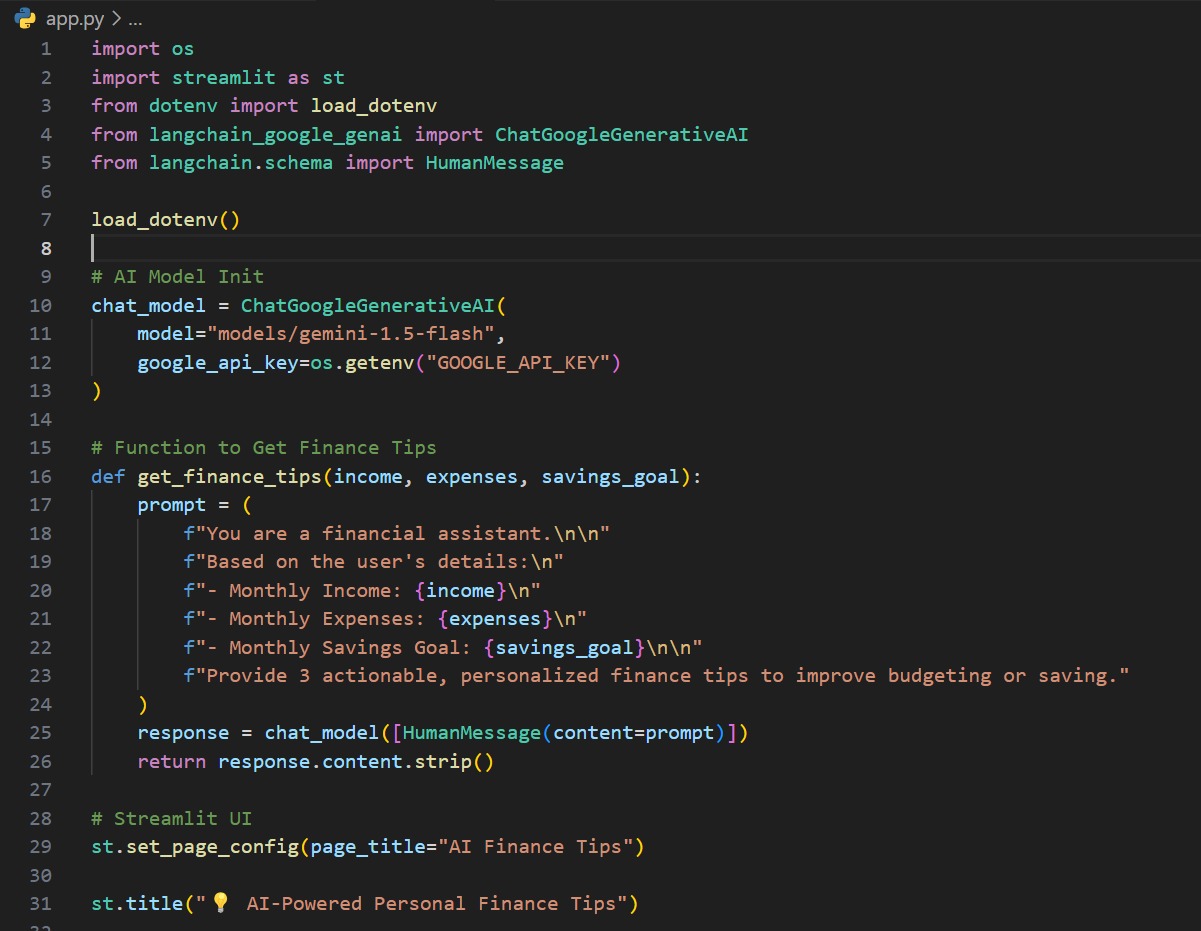 app.py > ...
1 import os
2 import streamlit as st
3 from dotenv import load_dotenv
4 from langchain_google_genai import ChatGoogleGenerativeAI
5 from langchain.schema import HumanMessage
6
7 load_dotenv()
8
9 # AI Model Init
10 chat_model = ChatGoogleGenerativeAI(
11     model="models/gemini-1.5-flash",
12     google_api_key=os.getenv("GOOGLE_API_KEY")
13 )
14
15 # Function to Get Finance Tips
16 def get_finance_tips(income, expenses, savings_goal):
17     prompt = (
18         f"You are a financial assistant.\n\n"
19         f"Based on the user's details:\n"
20         f"- Monthly Income: {income}\n"
21         f"- Monthly Expenses: {expenses}\n"
22         f"- Monthly Savings Goal: {savings_goal}\n\n"
23         f"Provide 3 actionable, personalized finance tips to improve budgeting or saving."
24     )
25     response = chat_model([HumanMessage(content=prompt)])
26     return response.content.strip()
27
28 # Streamlit UI
29 st.set_page_config(page_title="AI Finance Tips")
30
31 st.title("💡 AI-Powered Personal Finance Tips")